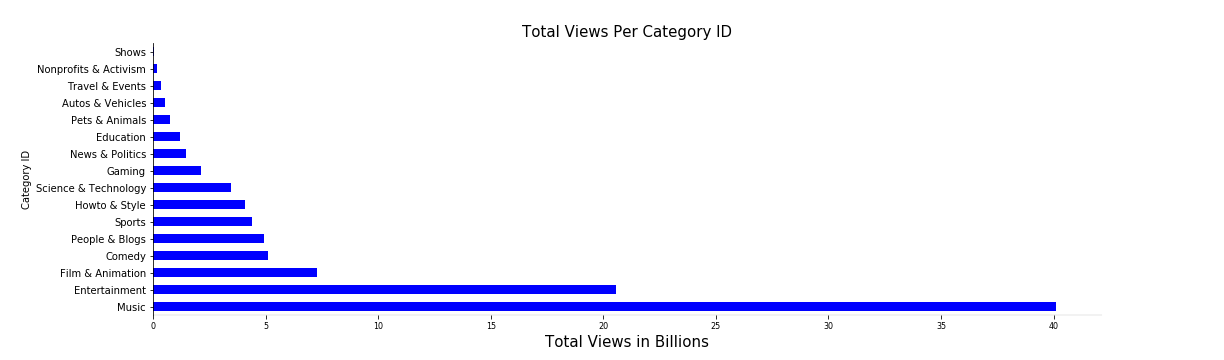 Total Views Per Category ID
Category ID
Shows
Nonprofits & Activism
Travel & Events
Autos & Vehicles
Pets & Animals
Education
News & Politics
Gaming
Science & Technology
Howto & Style
Sports
People & Blogs
Comedy
Film & Animation
Entertainment
Music
0 5 10 15 20 25 30 35 40
Total Views in Billions